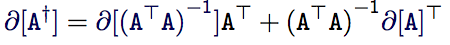 ∂[A†] = ∂[(A⊤A)⁻¹]A⊤ + (A⊤A)⁻¹∂[A]⊤